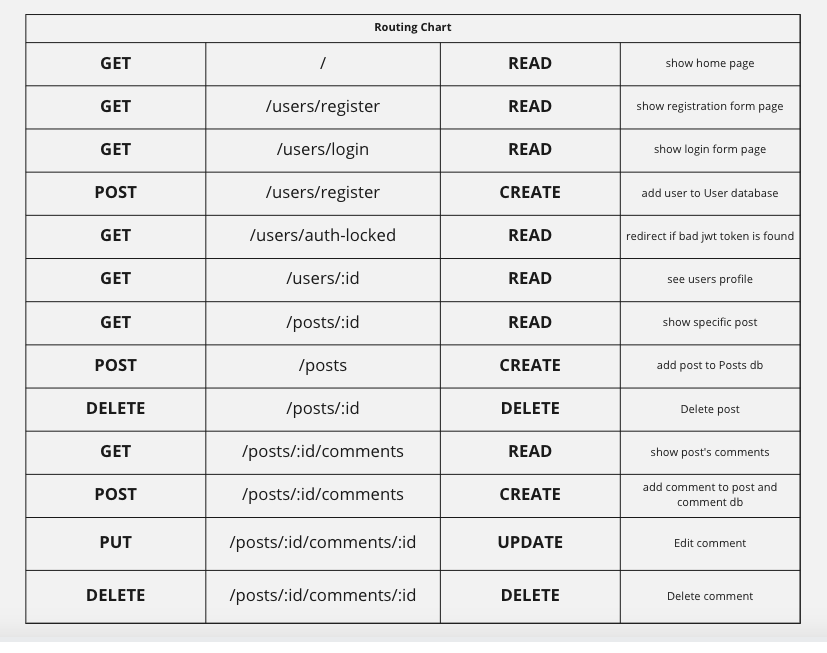 Routing Chart
GET / READ show home page
GET /users/register READ show registration form page
GET /users/login READ show login form page
POST /users/register CREATE add user to User database
GET /users/auth-locked READ redirect if bad jwt token is found
GET /users/:id READ see users profile
GET /posts/:id READ show specific post
POST /posts CREATE add post to Posts db
DELETE /posts/:id DELETE Delete post
GET /posts/:id/comments READ show post's comments
POST /posts/:id/comments CREATE add comment to post and
comment db
PUT /posts/:id/comments/:id UPDATE Edit comment
DELETE /posts/:id/comments/:id DELETE Delete comment